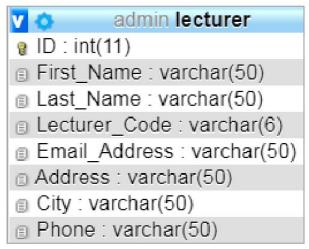 v admin lecturer
ID : int(11)
First_Name : varchar(50)
Last_Name : varchar(50)
Lecturer_Code : varchar(6)
Email_Address : varchar(50)
Address : varchar(50)
City : varchar(50)
Phone : varchar(50)